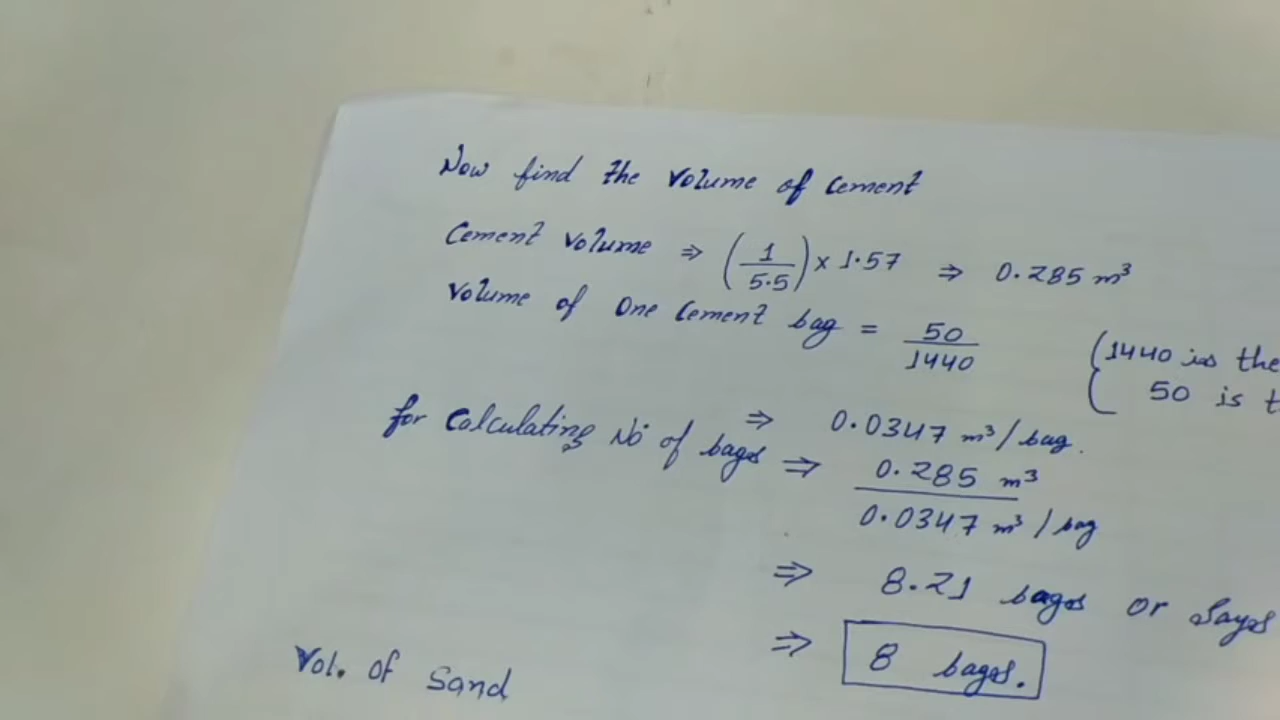 Now find the volume of cement
Cement volume ⇒ (1/5.5) × 1.57 ⇒ 0.285 m³
Volume of One Cement bag = 50/1440 (1440 is the
50 is t
⇒ 0.0347 m³/bag.
for Calculating No of bags ⇒ 0.285 m³ / 0.0347 m³/bag
⇒ 8.21 bags or Says
⇒ 8 bags.
Vol. of Sand